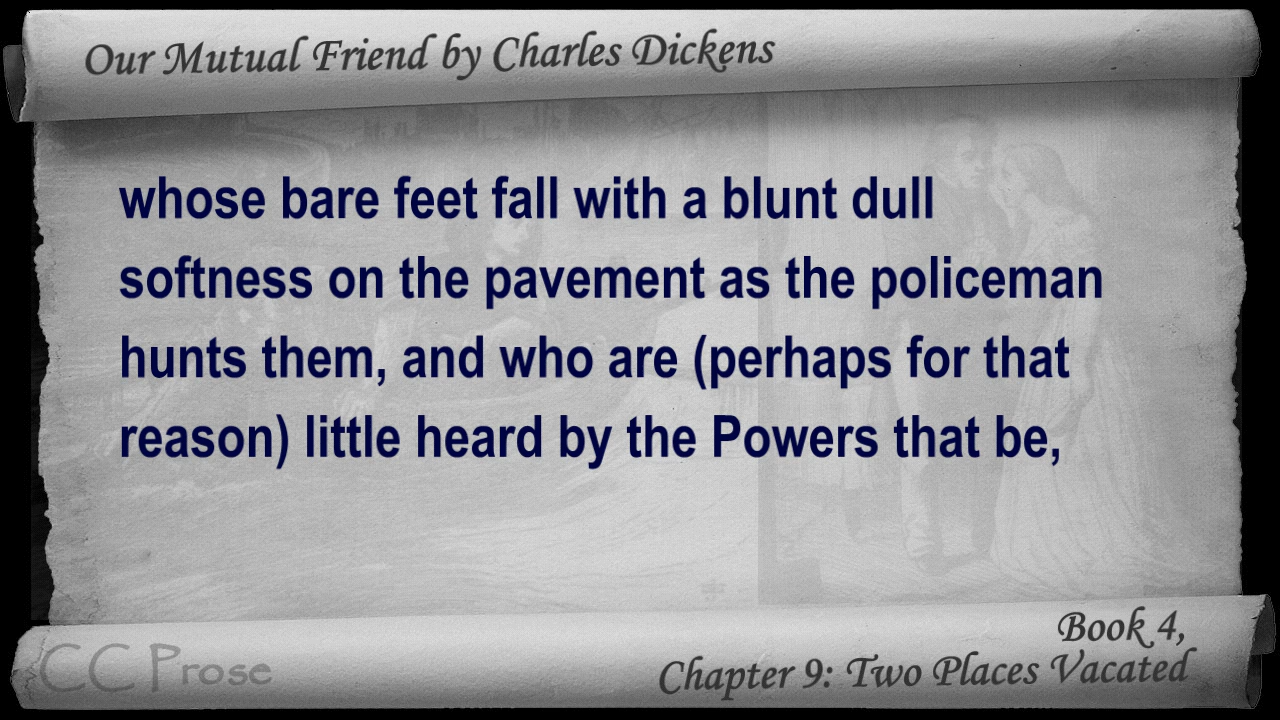 Our Mutual Friend by Charles Dickens
whose bare feet fall with a blunt dull
softness on the pavement as the policeman
hunts them, and who are (perhaps for that
reason) little heard by the Powers that be,
Book 4,
CC Prose
Chapter 9: Two Places Vacated